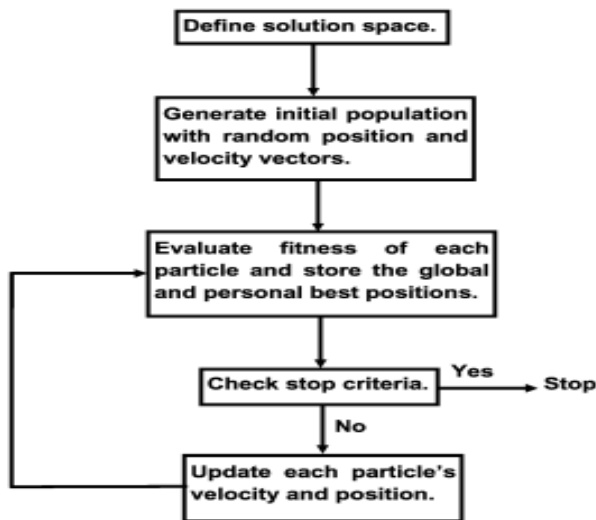 Define solution space.
Generate initial population
with random position and
velocity vectors.
Evaluate fitness of each
particle and store the global
and personal best positions.
Check stop criteria.
Yes
Stop
No
Update each particle's
velocity and position.